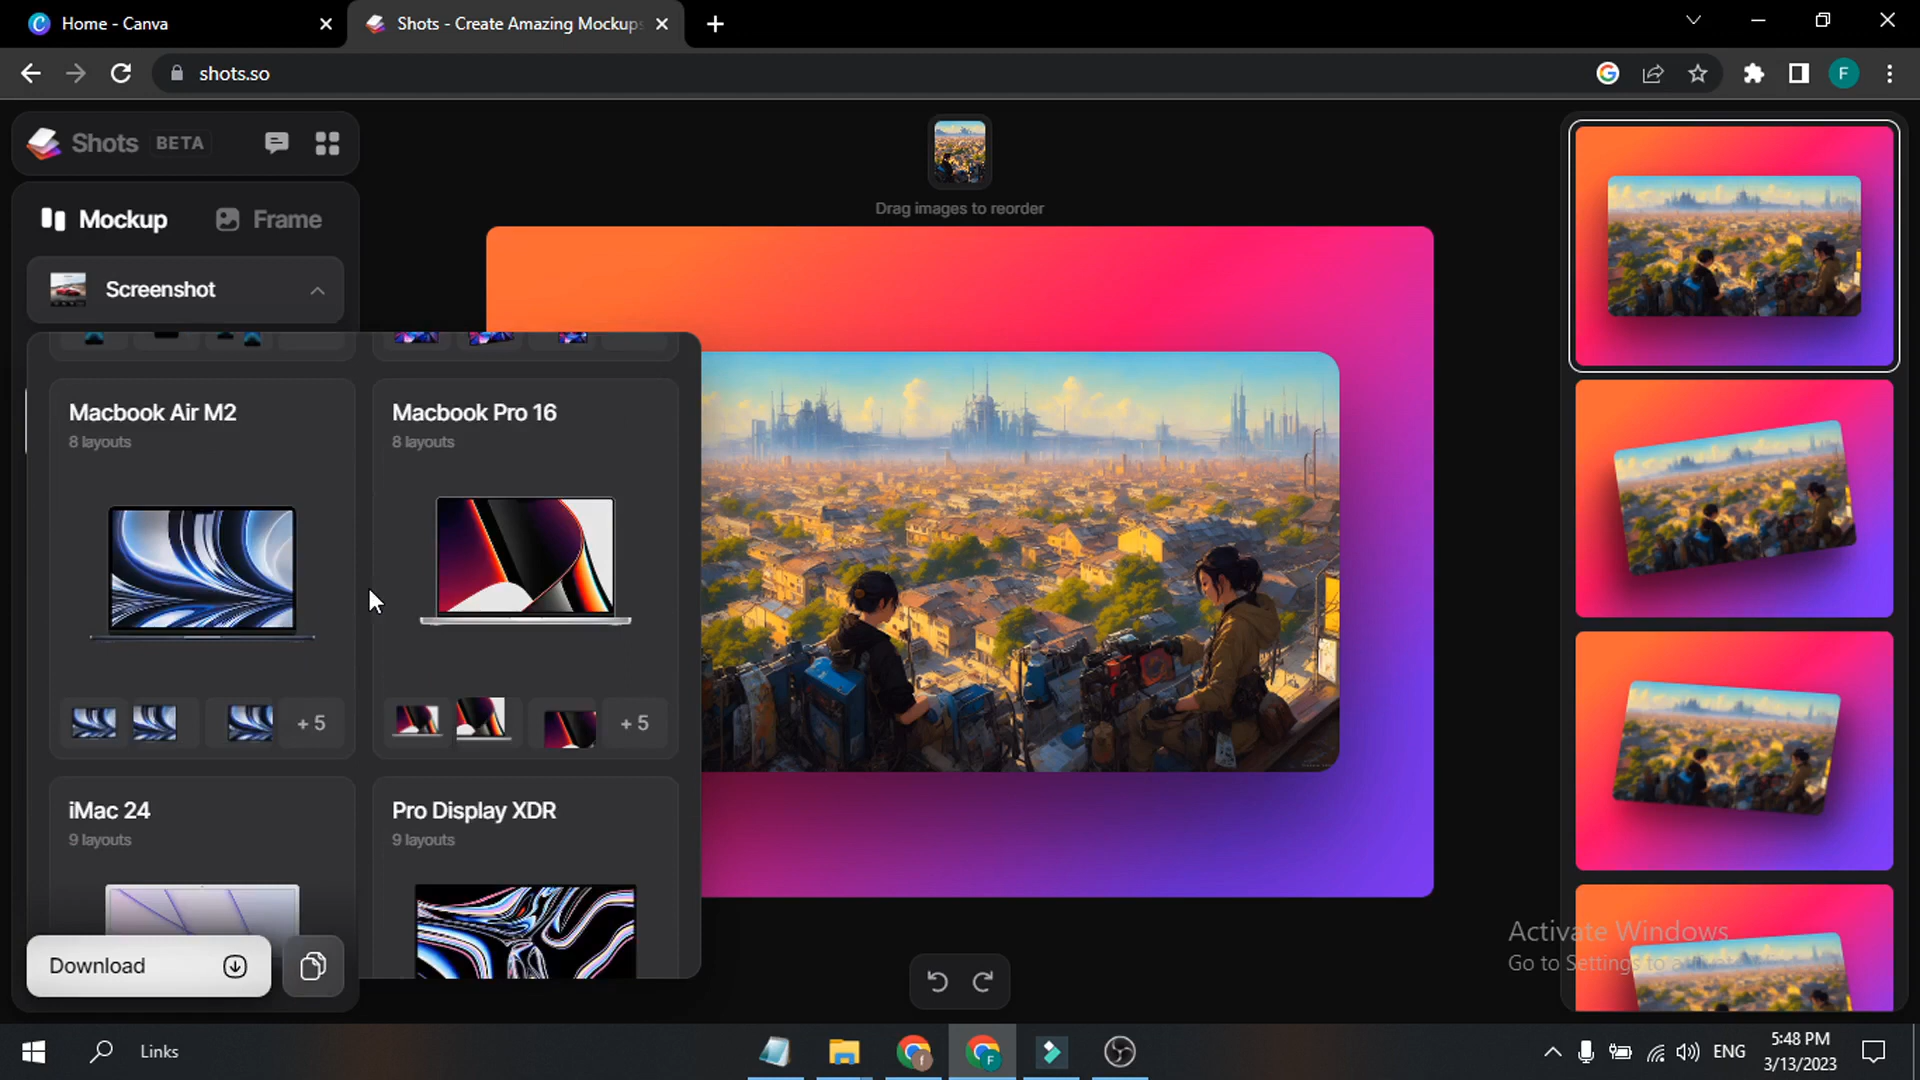 Home - Canva
Shots - Create Amazing Mockups
shots.so
F
Shots BETA
Mockup
Frame
Drag images to reorder
Screenshot
Macbook Air M2
8 layouts
Macbook Pro 16
8 layouts
+ 5
+ 5
iMac 24
9 layouts
Pro Display XDR
9 layouts
Download
Activate Windows
Go to Settings to
Links
ENG
5:48 PM
3/13/2023